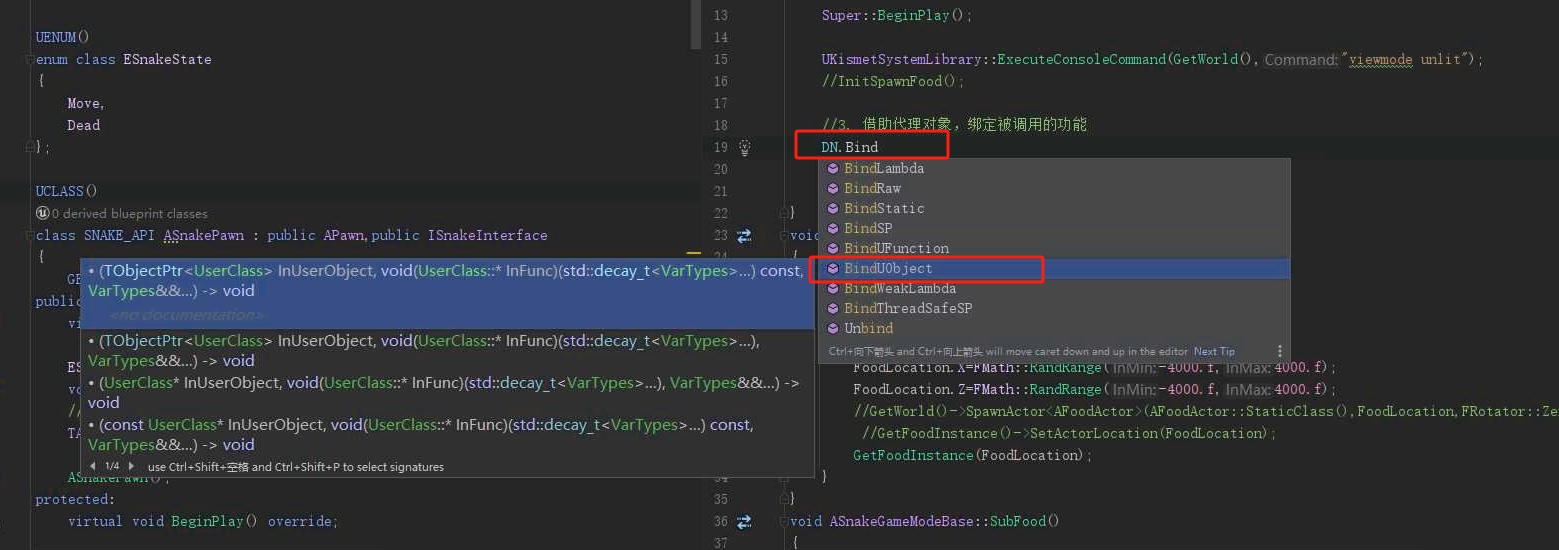 UENUM()
enum class ESnakeState
{
Move,
Dead
};
UCLASS()
0 derived blueprint classes
class SNAKE_API ASnakePawn : public APawn,public ISnakeInterface
{
GE
public
vi
ES
vo
//
TA
ASnakePawn();
protected:
virtual void BeginPlay() override;
• (TObjectPtr<UserClass> InUserObject, void(UserClass::* InFunc)(std::decay_t<VarTypes>...) const,
VarTypes&&...) -> void
<no documentation>
• (TObjectPtr<UserClass> InUserObject, void(UserClass::* InFunc)(std::decay_t<VarTypes>...),
VarTypes&&...) -> void
• (UserClass* InUserObject, void(UserClass::* InFunc)(std::decay_t<VarTypes>...), VarTypes&&...) ->
void
• (const UserClass* InUserObject, void(UserClass::* InFunc)(std::decay_t<VarTypes>...) const,
VarTypes&&...) -> void
1/4 use Ctrl+Shift+空格 and Ctrl+Shift+P to select signatures
13 Super::BeginPlay();
14
15 UKismetSystemLibrary::ExecuteConsoleCommand(GetWorld(),Command:"viewmode unlit");
16 //InitSpawnFood();
17
18 //3. 借助代理对象，绑定被调用的功能
19 DN.Bind
20
21
22 }
23 void
24 {
BindLambda
BindRaw
BindStatic
BindSP
BindUFunction
BindUObject
BindWeakLambda
BindThreadSafeSP
Unbind
Ctrl+向下箭头 and Ctrl+向上箭头 will move caret down and up in the editor Next Tip
FoodLocation.X=FMath::RandRange(InMin:-4000.f,InMax:4000.f);
FoodLocation.Z=FMath::RandRange(InMin:-4000.f,InMax:4000.f);
//GetWorld()->SpawnActor<AFoodActor>(AFoodActor::StaticClass(),FoodLocation,FRotator::Ze
//GetFoodInstance()->SetActorLocation(FoodLocation);
GetFoodInstance(FoodLocation);
34 }
35 }
36 void ASnakeGameModeBase::SubFood()
37 {